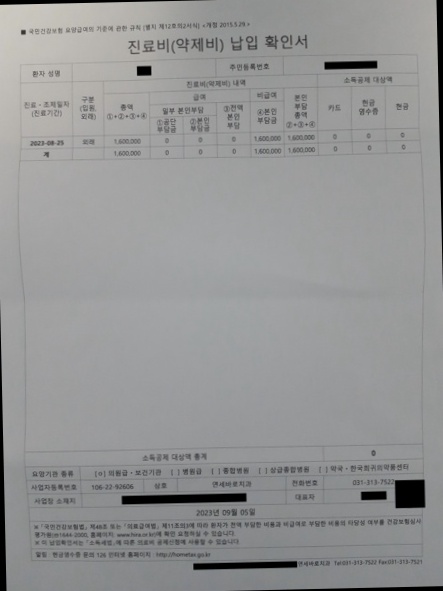 ■ 국민건강보험 요양급여의 기준에 관한 규칙 [별지 제12호의2서식] <개정 2015.3.26>
진료비(약제비) 납입 확인서
환자 성명 주민등록번호
진료비(약제비) 내역 소득공제 대상액
진료·조제일자 (진료기간) 구분 (입원, 외래) 총액 ①+②+③+④ 급여 비급여 본인 부담 총액 ②+③+④ 카드 현금 영수증 현금
일부 본인부담 ③전액 본인 부담 ④본인 부담금
①공단 부담금 ②본인 부담금
2023-08-25 외래 1,600,000 0 0 0 1,600,000 1,600,000 0 0 0
계 1,600,000 0 0 0 1,600,000 1,600,000 0 0 0
소득공제 대상액 총계 0
요양기관 종류 [o] 의원급·보건기관 [ ] 병원급 [ ] 종합병원 [ ] 상급종합병원 [ ] 약국·한국희귀의약품센터
사업자등록번호 106-22-92606 상호 연세바로치과 전화번호 031-313-7522
사업장 소재지 대표자
2023년 09월 05일
※「국민건강보험법」제48조 또는「의료급여법」제11조의3에 따라 환자가 전액 부담한 비용과 비급여로 부담한 비용의 타당성 여부를 건강보험심사
평가원(☏1644-2000, 홈페이지: www.hira.or.kr)에 확인 요청하실 수 있습니다.
※ 이 납입확인서는「소득세법」에 따른 의료비 공제신청에 사용할 수 있습니다.
알림 : 현금영수증 문의 126 인터넷 홈페이지 : http://hometax.go.kr
연세바로치과 Tel:031-313-7522 Fax:031-313-7521